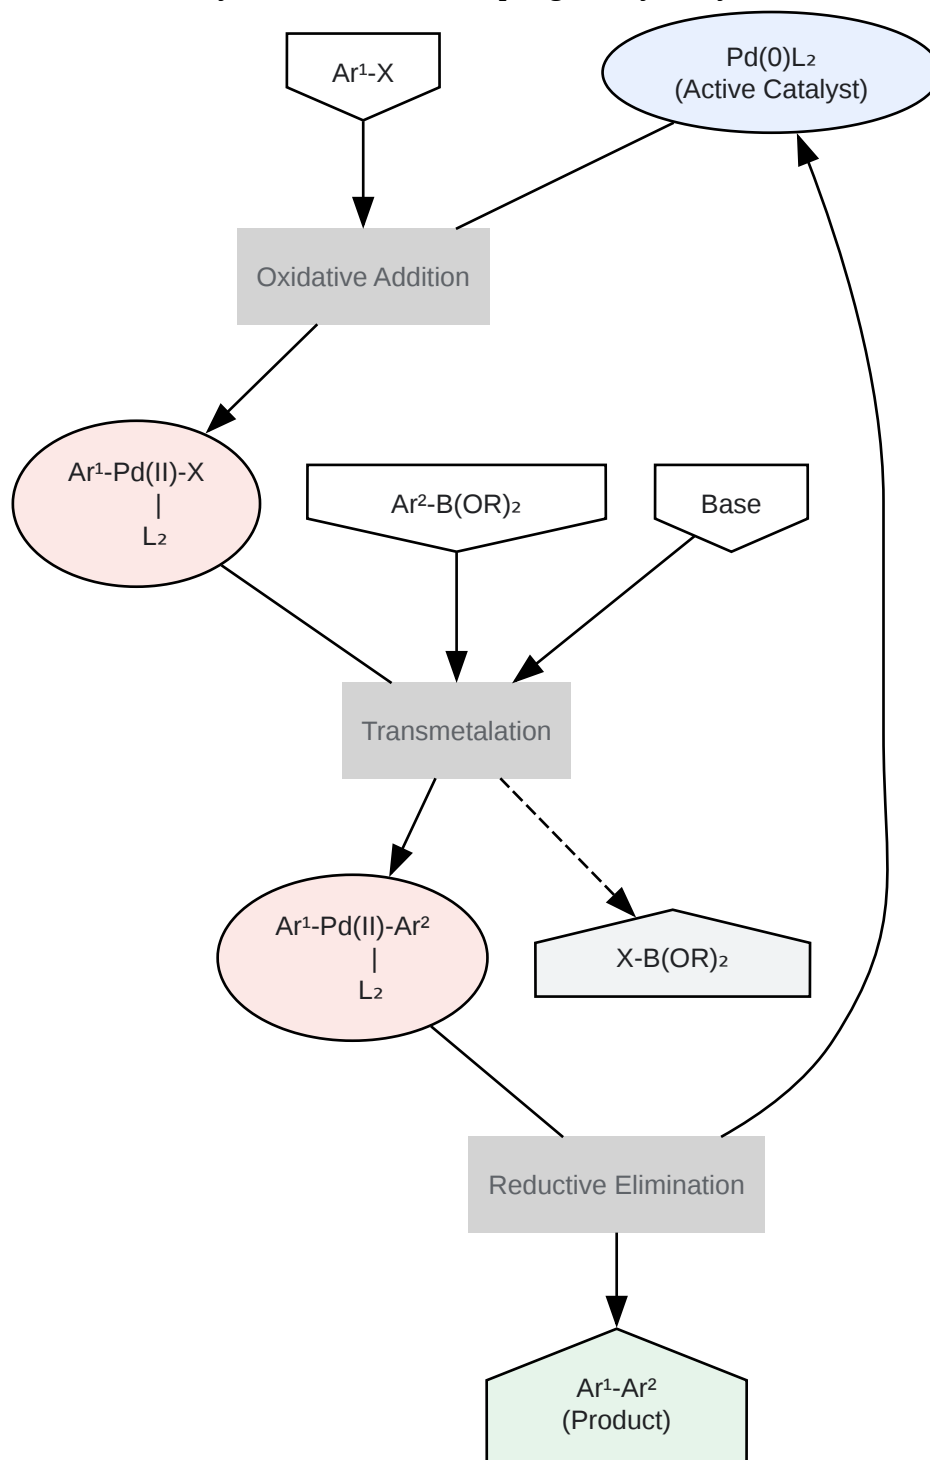 Ar¹-X
Pd(0)L₂
(Active Catalyst)
Oxidative Addition
Ar¹-Pd(II)-X
|
L₂
Ar²-B(OR)₂
Base
Transmetalation
Ar¹-Pd(II)-Ar²
|
L₂
X-B(OR)₂
Reductive Elimination
Ar¹-Ar²
(Product)